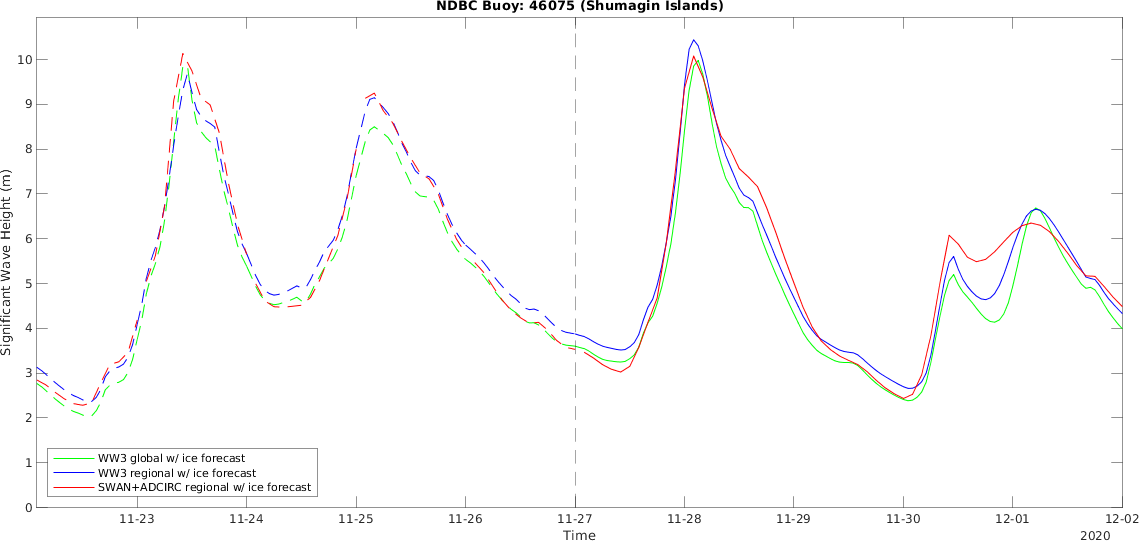 NDBC Buoy: 46075 (Shumagin Islands)
Significant Wave Height (m)
10
9
8
7
6
5
4
3
2
1
0
WW3 global w/ ice forecast
WW3 regional w/ ice forecast
SWAN+ADCIRC regional w/ ice forecast
11-23 11-24 11-25 11-26 11-27 11-28 11-29 11-30 12-01 12-02
Time
2020